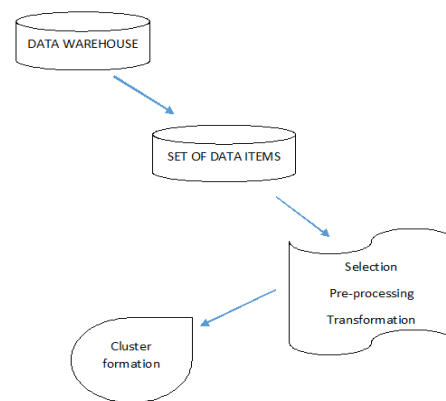 DATA WAREHOUSE
SET OF DATA ITEMS
Selection
Pre-processing
Transformation
Cluster
formation